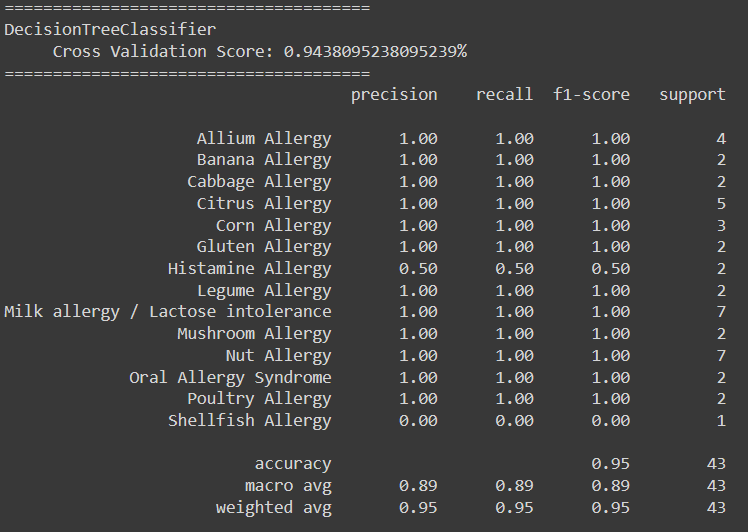 ======================================
DecisionTreeClassifier
Cross Validation Score: 0.9438095238095239%
======================================
precision recall f1-score support
Allium Allergy 1.00 1.00 1.00 4
Banana Allergy 1.00 1.00 1.00 2
Cabbage Allergy 1.00 1.00 1.00 2
Citrus Allergy 1.00 1.00 1.00 5
Corn Allergy 1.00 1.00 1.00 3
Gluten Allergy 1.00 1.00 1.00 2
Histamine Allergy 0.50 0.50 0.50 2
Legume Allergy 1.00 1.00 1.00 2
Milk allergy / Lactose intolerance 1.00 1.00 1.00 7
Mushroom Allergy 1.00 1.00 1.00 2
Nut Allergy 1.00 1.00 1.00 7
Oral Allergy Syndrome 1.00 1.00 1.00 2
Poultry Allergy 1.00 1.00 1.00 2
Shellfish Allergy 0.00 0.00 0.00 1
accuracy 0.95 43
macro avg 0.89 0.89 0.89 43
weighted avg 0.95 0.95 0.95 43